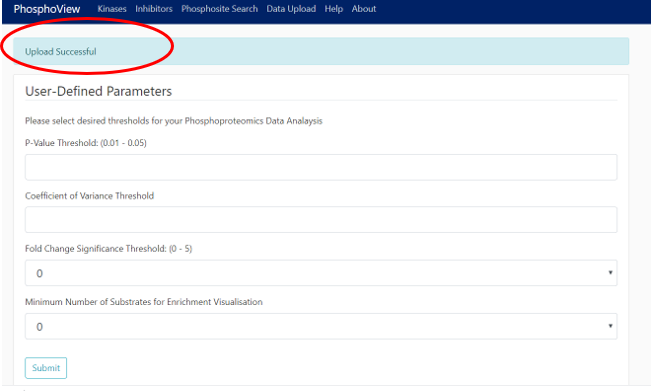 PhosphoView Kinases Inhibitors Phosphosite Search Data Upload Help About
Upload Successful
User-Defined Parameters
Please select desired thresholds for your Phosphoproteomics Data Analaysis
P-Value Threshold: (0.01 - 0.05)
Coefficient of Variance Threshold
Fold Change Significance Threshold: (0 - 5)
0
Minimum Number of Substrates for Enrichment Visualisation
0
Submit